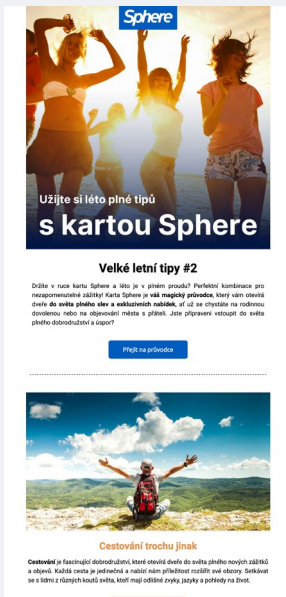 Sphere
Užijte si léto plné tipů
s kartou Sphere
Velké letní tipy #2
Držíte v ruce kartu Sphere a léto je v plném proudu? Perfektní kombinace pro
nezapomenutelné zážitky! Karta Sphere je váš magický průvodce, který vám otevírá
dveře do světa plného slev a exkluzivních nabídek, ať už se chystáte na rodinnou
dovolenou nebo na objevování města s přáteli. Jste připraveni vstoupit do světa
plného dobrodružství a úspor?
Přejít na průvodce
Cestování trochu jinak
Cestování je fascinující dobrodružství, které otevírá dveře do světa plného nových zážitků
a objevů. Každá cesta je jedinečná a nabízí nám příležitost rozšířit své obzory. Setkávat
se s lidmi z různých koutů světa, kteří mají odlišné zvyky, jazyky a pohledy na život.